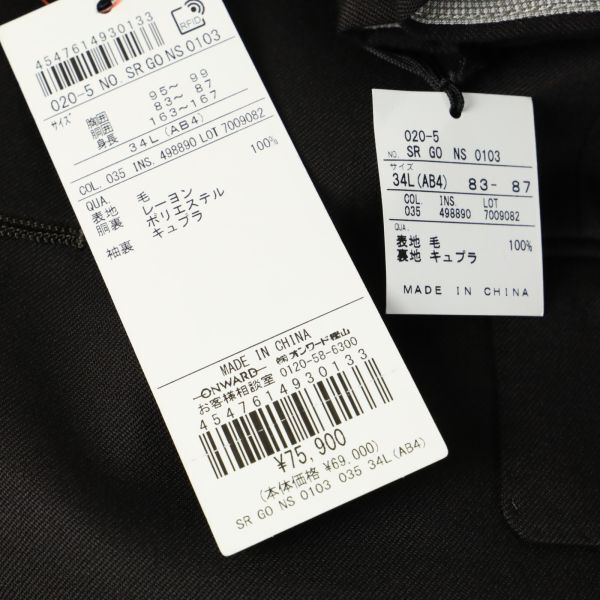 4547614930133
RFID
020-5 NO. SR GO NS 0103
サイズ
胸囲 95~ 99
胴囲 83~ 87
身長 163~167
34L(AB4)
COL. 035 INS. 498890 LOT 7009082
QUA.
表地 毛 100%
胴裏 レーヨン
ポリエステル
袖裏 キュプラ
MADE IN CHINA
ONWARD ㈱オンワード樫山
お客様相談室 0120-58-6300
4547614930133
¥75,900
(本体価格 ¥69,000)
SR GO NS 0103 035 34L(AB4)
020-5
NO. SR GO NS 0103
サイズ
34L(AB4) 83- 87
COL. INS LOT
035 498890 7009082
QUA.
表地 毛 100%
裏地 キュプラ
MADE IN CHINA